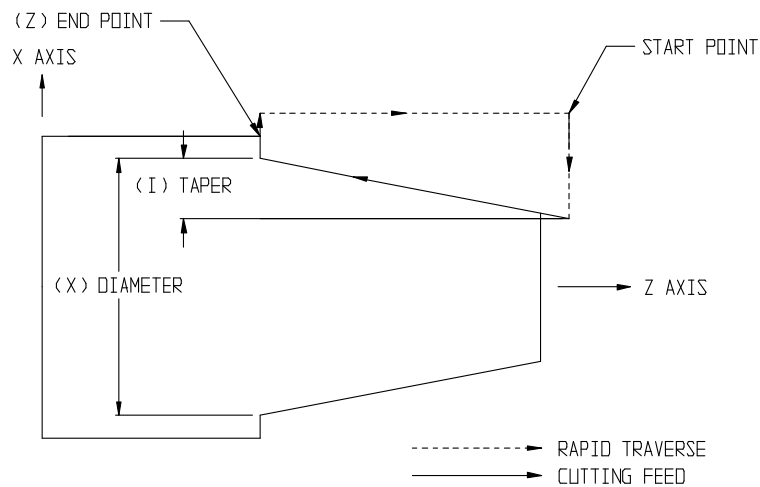 (Z) END POINT
START POINT
X AXIS
(I) TAPER
(X) DIAMETER
Z AXIS
RAPID TRAVERSE
CUTTING FEED